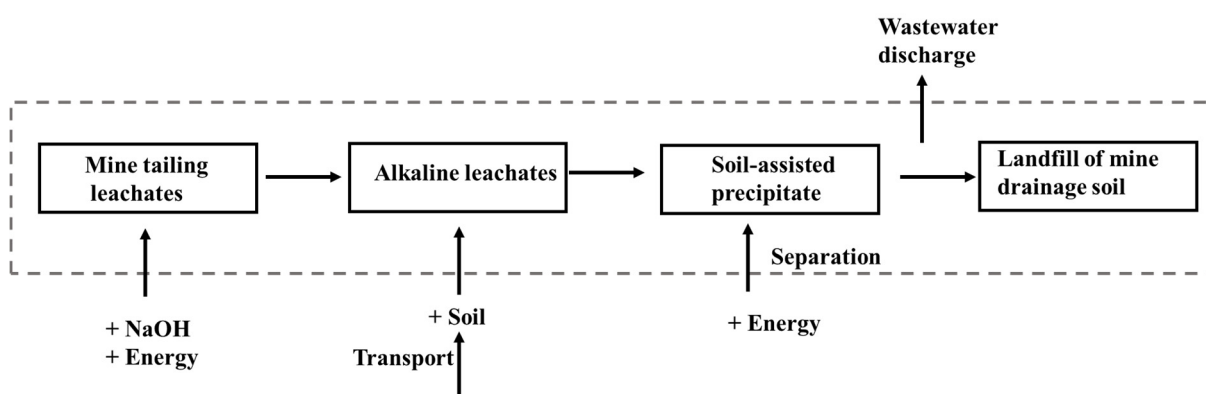 Wastewater
discharge
Mine tailing
leachates
Alkaline leachates
Soil-assisted
precipitate
Landfill of mine
drainage soil
Separation
+ NaOH
+ Energy
+ Soil
+ Energy
Transport